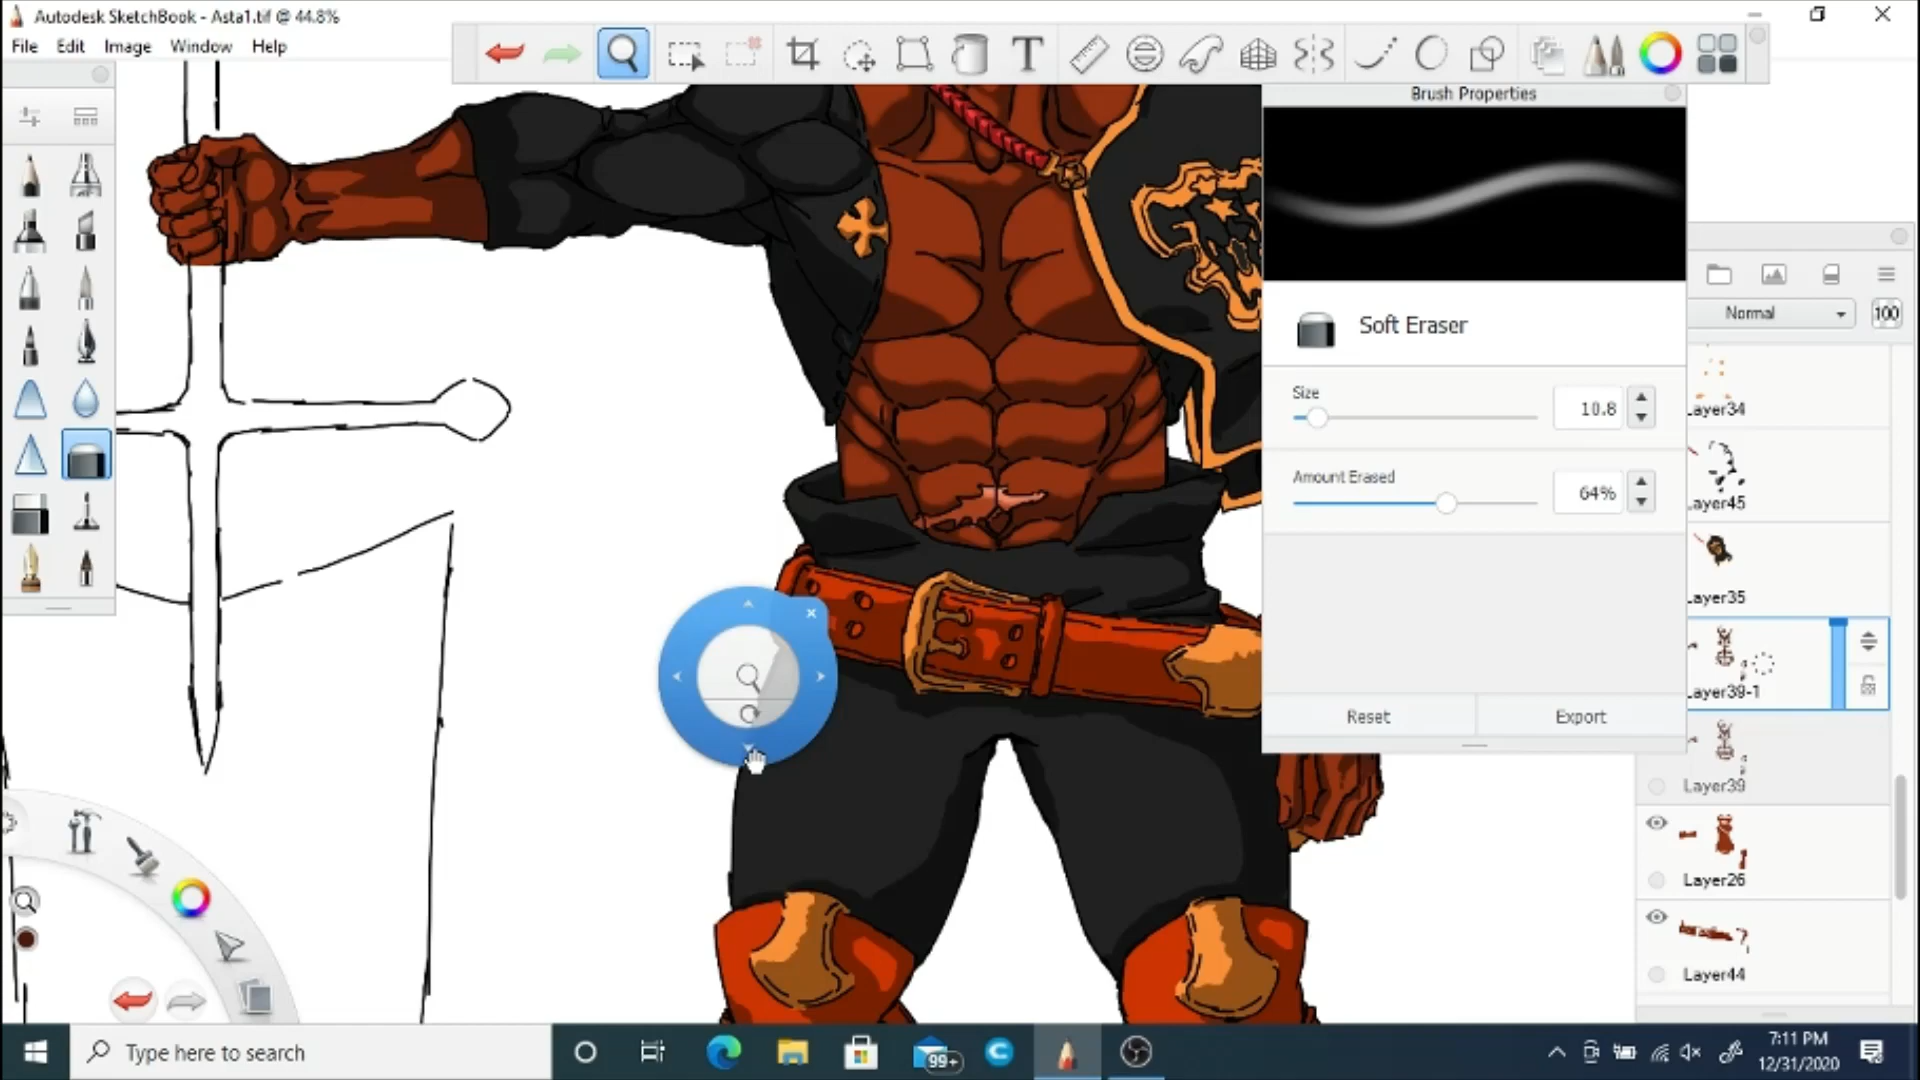 Autodesk SketchBook - Asta1.tif @ 44.8%
File Edit Image Window Help
T
Brush Properties
Soft Eraser
Size
10.8
Amount Erased
64%
Reset Export
Normal 100
Layer34
Layer45
Layer35
Layer39-1
Layer39
Layer26
Layer44
Type here to search
99+
7:11 PM
12/31/2020